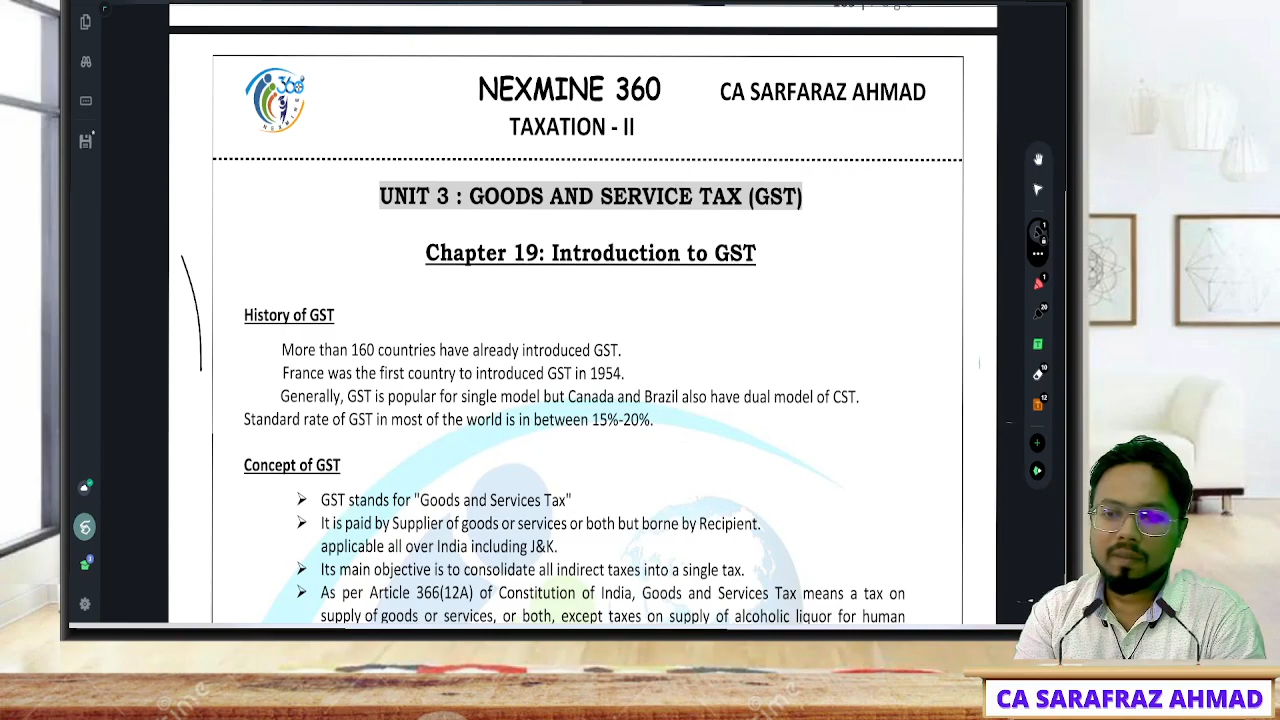 NEXMINE 360
CA SARFARAZ AHMAD
360
NEXMINE
TAXATION - II
UNIT 3 : GOODS AND SERVICE TAX (GST)
Chapter 19: Introduction to GST
History of GST
More than 160 countries have already introduced GST.
France was the first country to introduced GST in 1954.
Generally, GST is popular for single model but Canada and Brazil also have dual model of CST.
Standard rate of GST in most of the world is in between 15%-20%.
Concept of GST
➢ GST stands for "Goods and Services Tax"
➢ It is paid by Supplier of goods or services or both but borne by Recipient.
applicable all over India including J&K.
➢ Its main objective is to consolidate all indirect taxes into a single tax.
➢ As per Article 366(12A) of Constitution of India, Goods and Services Tax means a tax on
supply of goods or services, or both, except taxes on supply of alcoholic liquor for human
CA SARAFRAZ AHMAD